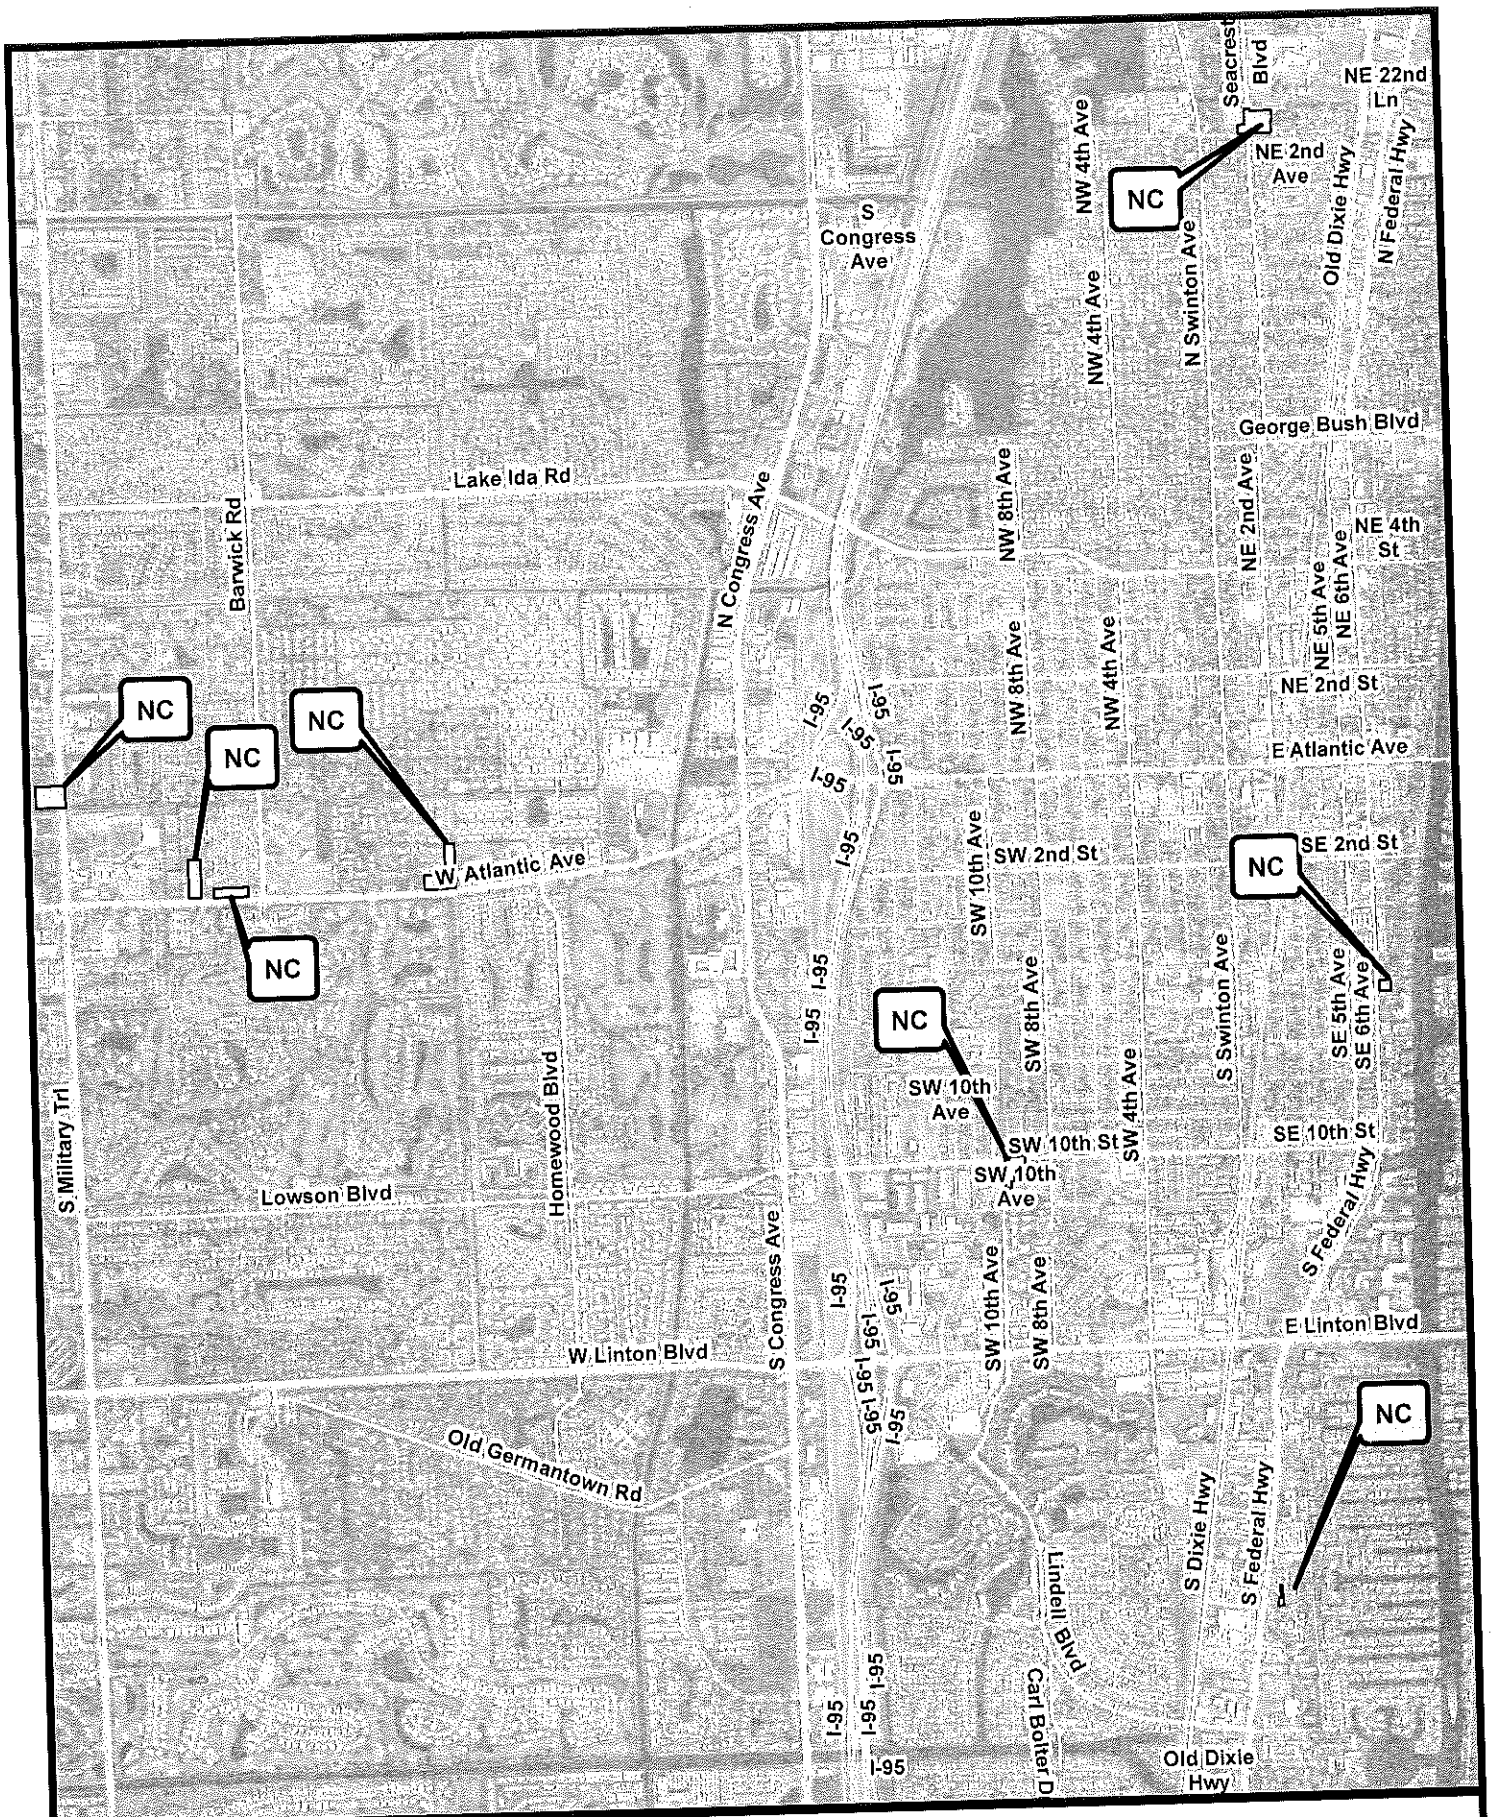 Seacrest
Blvd
NE 22nd
Ln
NW 4th Ave
NC
NE 2nd
Ave
Old Dixie Hwy
N Federal Hwy
S
Congress
Ave
N Swinton Ave
NW 4th Ave
George Bush Blvd
Lake Ida Rd
N Congress Ave
NW 8th Ave
NE 2nd Ave
NE 4th
St
Barwick Rd
NE 5th Ave
NE 6th Ave
NW 8th Ave
NW 4th Ave
NE 2nd St
NC
NC
NC
I-95
I-95
I-95
I-95
I-95
E Atlantic Ave
I-95
SW 10th Ave
SW 2nd St
SE 2nd St
NC
W Atlantic Ave
NC
I-95
I-95
NC
SW 8th Ave
S Swinton Ave
SE 5th Ave
SE 6th Ave
Homewood Blvd
SW 10th
Ave
SW 4th Ave
S Military Trl
SW 10th St
SE 10th St
SW 10th
Ave
Lowson Blvd
S Federal Hwy
S Congress Ave
SW 10th Ave
SW 8th Ave
I-95
I-95
I-95
E Linton Blvd
W Linton Blvd
I-95
I-95
I-95
NC
Old Germantown Rd
S Dixie Hwy
S Federal Hwy
Lindell Blvd
I-95
I-95
I-95
Carl Bolter D
I-95
Old Dixie
Hwy